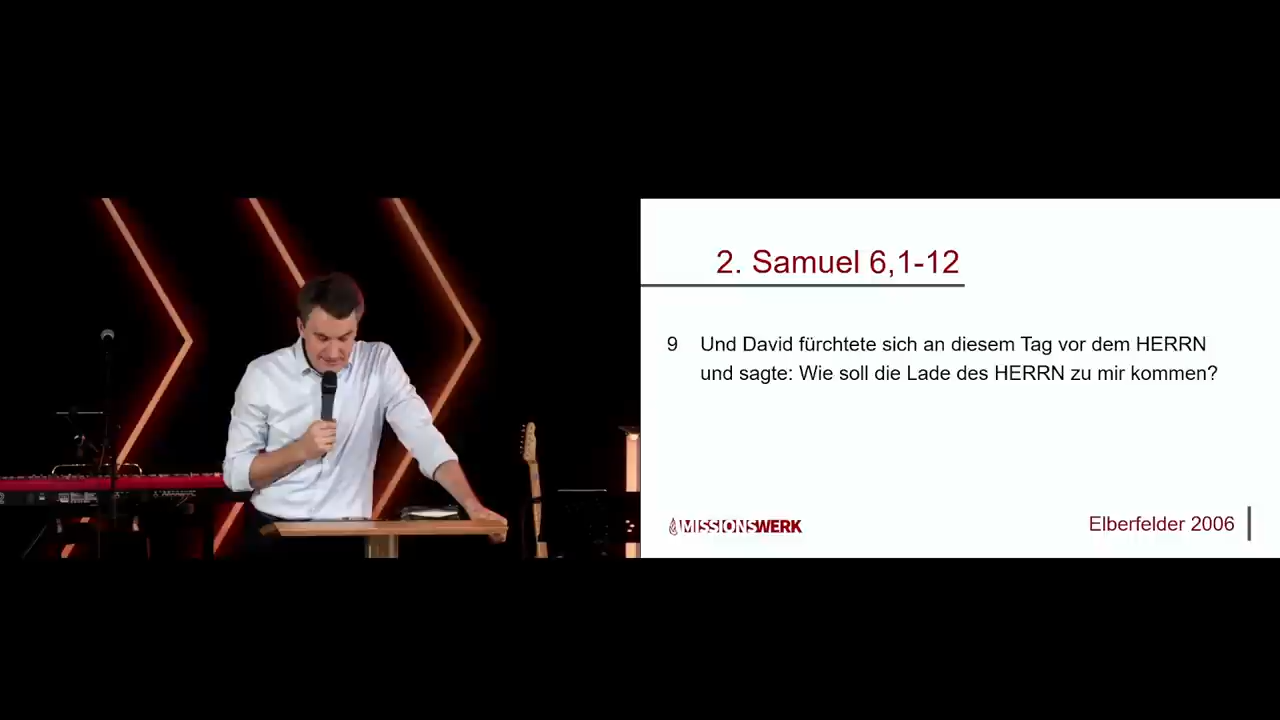 2. Samuel 6,1-12
9 Und David fürchtete sich an diesem Tag vor dem HERRN
und sagte: Wie soll die Lade des HERRN zu mir kommen?
MISSIONSWERK
Elberfelder 2006